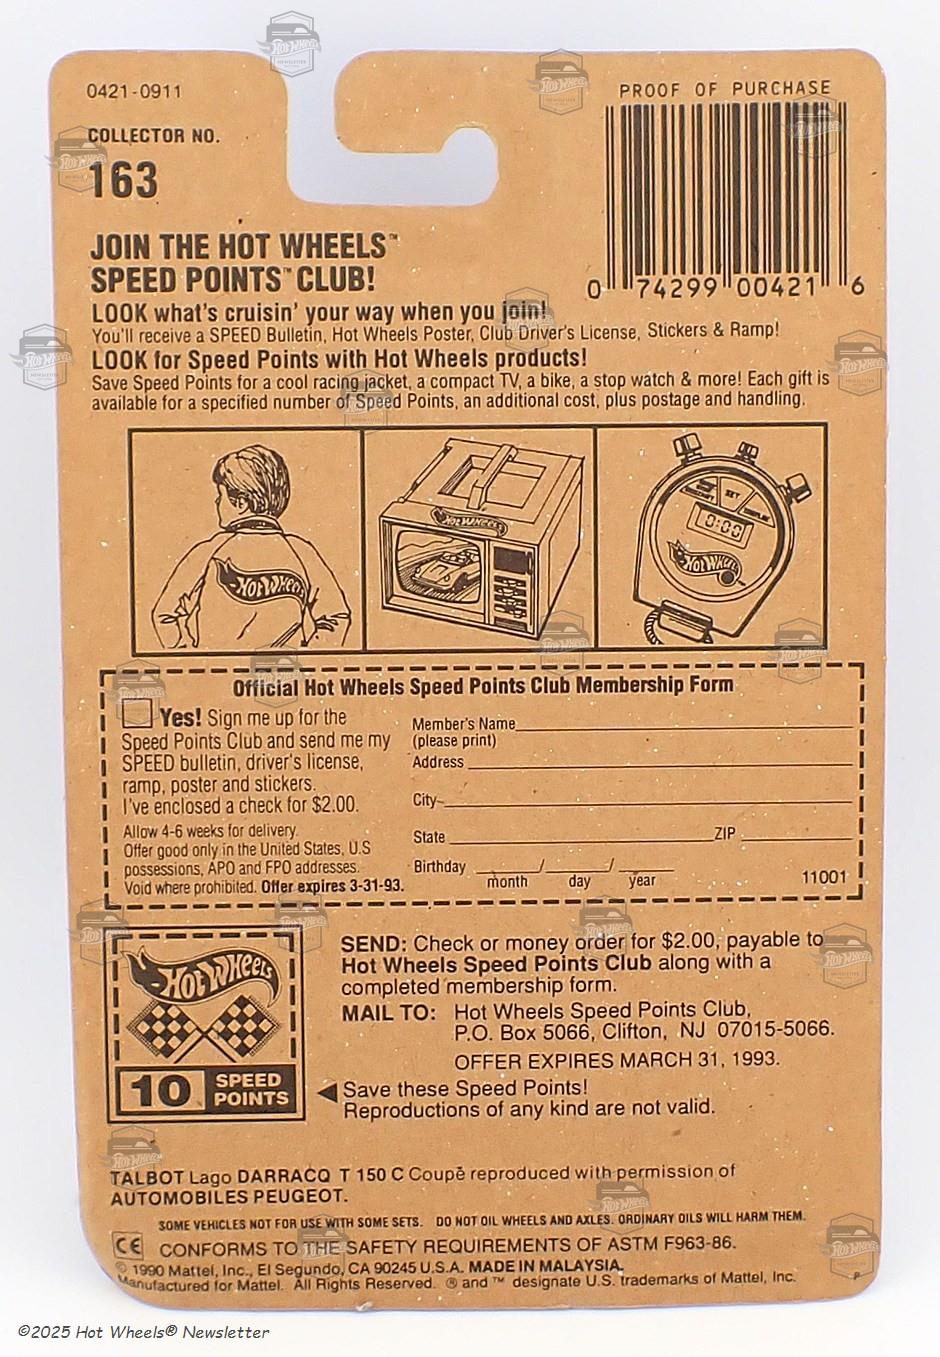 0421-0911
COLLECTOR NO.
163
PROOF OF PURCHASE
0 74299 00421 6
JOIN THE HOT WHEELS™
SPEED POINTS™ CLUB!
LOOK what's cruisin' your way when you join!
You'll receive a SPEED Bulletin, Hot Wheels Poster, Club Driver's License, Stickers & Ramp!
LOOK for Speed Points with Hot Wheels products!
Save Speed Points for a cool racing jacket, a compact TV, a bike, a stop watch & more! Each gift is
available for a specified number of Speed Points, an additional cost, plus postage and handling.
HOT WHEELS
HOT WHEELS
SET
0:00
HOT WHEELS
Official Hot Wheels Speed Points Club Membership Form
Yes! Sign me up for the
Speed Points Club and send me my
SPEED bulletin, driver's license,
ramp, poster and stickers.
I've enclosed a check for $2.00.
Allow 4-6 weeks for delivery.
Offer good only in the United States, U.S
possessions, APO and FPO addresses.
Void where prohibited. Offer expires 3-31-93.
Member's Name
(please print)
Address
City
State ZIP
Birthday / /
month day year
11001
HOT WHEELS
10 SPEED
POINTS
SEND: Check or money order for $2.00, payable to
Hot Wheels Speed Points Club along with a
completed membership form.
MAIL TO: Hot Wheels Speed Points Club,
P.O. Box 5066, Clifton, NJ 07015-5066.
OFFER EXPIRES MARCH 31, 1993.
Save these Speed Points!
Reproductions of any kind are not valid.
TALBOT Lago DARRACQ T 150 C Coupé reproduced with permission of
AUTOMOBILES PEUGEOT.
SOME VEHICLES NOT FOR USE WITH SOME SETS. DO NOT OIL WHEELS AND AXLES. ORDINARY OILS WILL HARM THEM.
CE CONFORMS TO THE SAFETY REQUIREMENTS OF ASTM F963-86.
© 1990 Mattel, Inc., El Segundo, CA 90245 U.S.A. MADE IN MALAYSIA.
Manufactured for Mattel. All Rights Reserved. ® and ™ designate U.S. trademarks of Mattel, Inc.
P
©2025 Hot Wheels® Newsletter